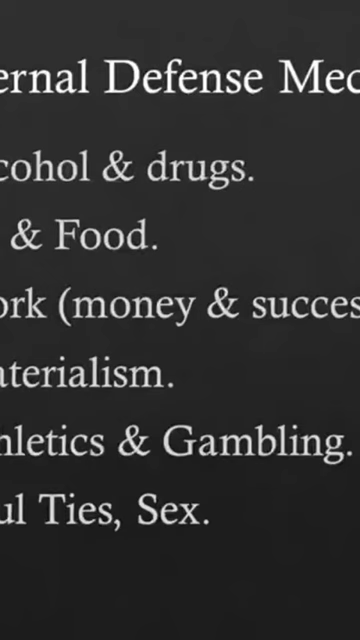 ernal Defense Mec
cohol & drugs.
& Food.
ork (money & succes
aterialism.
hletics & Gambling.
ul Ties, Sex.